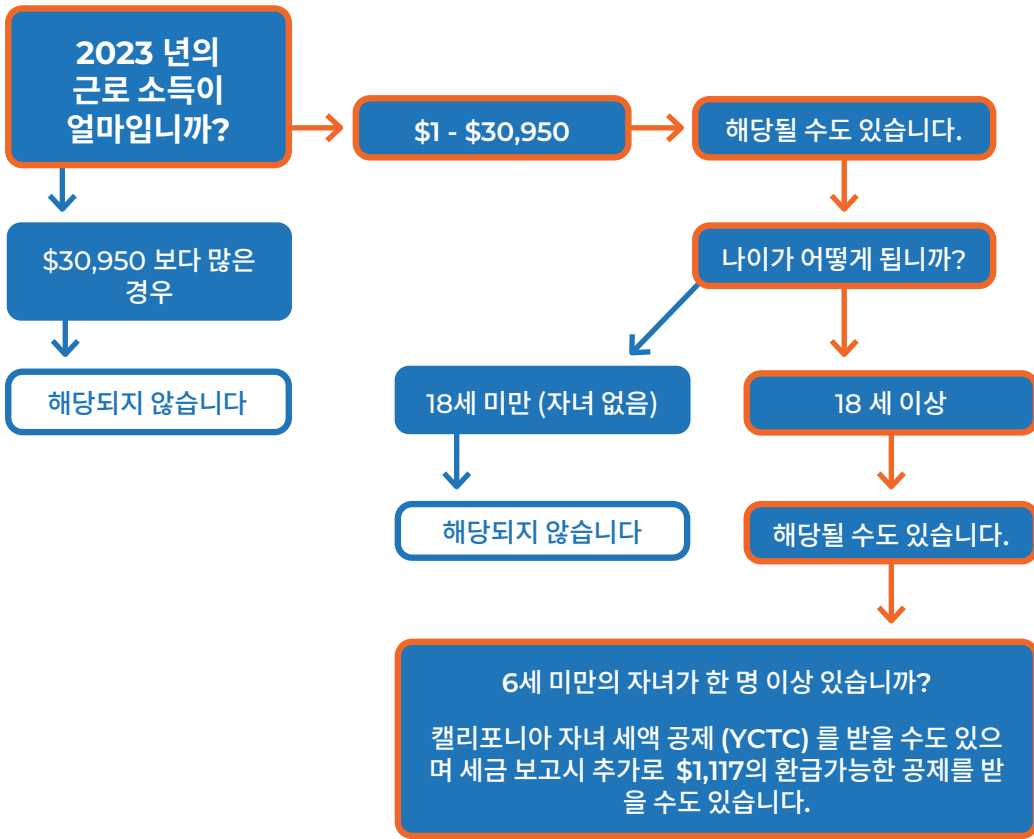 2023 년의
근로 소득이
얼마입니까?
$1 - $30,950
해당될 수도 있습니다.
$30,950 보다 많은
경우
나이가 어떻게 됩니까?
해당되지 않습니다
18세 미만 (자녀 없음)
18 세 이상
해당되지 않습니다
해당될 수도 있습니다.
6세 미만의 자녀가 한 명 이상 있습니까?
캘리포니아 자녀 세액 공제 (YCTC) 를 받을 수도 있으
며 세금 보고시 추가로 $1,117의 환급가능한 공제를 받
을 수도 있습니다.